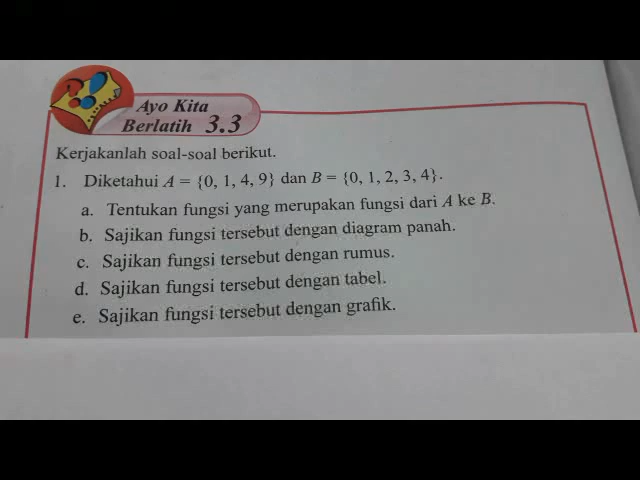 Ayo Kita
Berlatih 3.3
Kerjakanlah soal-soal berikut.
1. Diketahui A = {0, 1, 4, 9} dan B = {0, 1, 2, 3, 4}.
a. Tentukan fungsi yang merupakan fungsi dari A ke B.
b. Sajikan fungsi tersebut dengan diagram panah.
c. Sajikan fungsi tersebut dengan rumus.
d. Sajikan fungsi tersebut dengan tabel.
e. Sajikan fungsi tersebut dengan grafik.